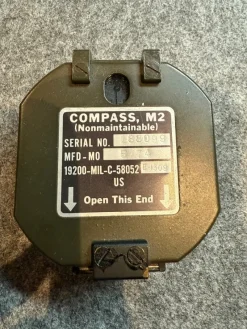 COMPASS, M2
(Nonmaintainable)
SERIAL NO.
MFD-MO
19200-MIL-C-58052
US
Open This End